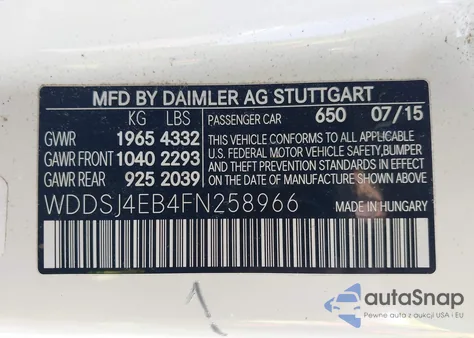 MFD BY DAIMLER AG STUTTGART
KG LBS
GVWR 1965 4332
GAWR FRONT 1040 2293
GAWR REAR 925 2039
PASSENGER CAR 650 07/15
THIS VEHICLE CONFORMS TO ALL APPLICABLE
U.S. FEDERAL MOTOR VEHICLE SAFETY, BUMPER
AND THEFT PREVENTION STANDARDS IN EFFECT
ON THE DATE OF MANUFACTURE SHOWN ABOVE.
WDDSJ4EB4FN258966 MADE IN HUNGARY
autoSnap
Pewne auta z aukcji USA i EU